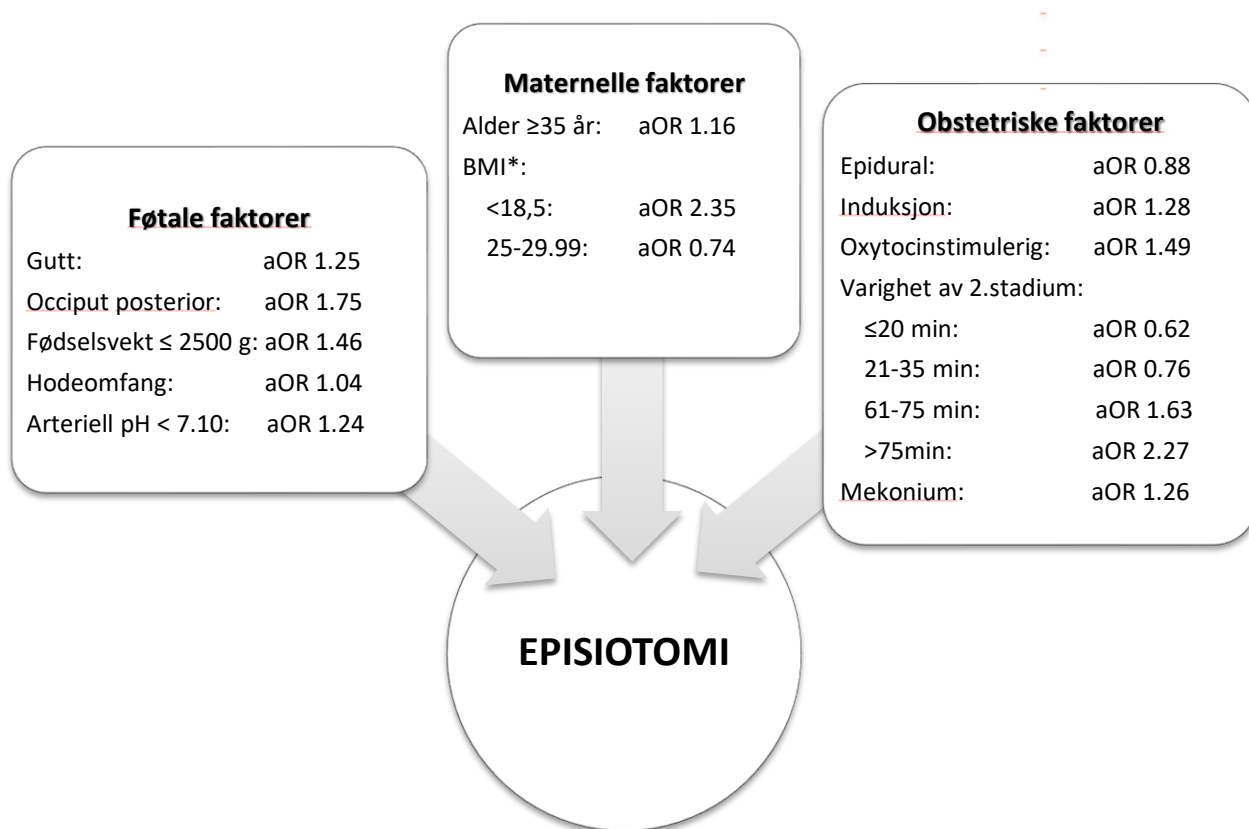 Føtale faktorer
Gutt: aOR 1.25
Occiput posterior: aOR 1.75
Fødselsvekt ≤ 2500 g: aOR 1.46
Hodeomfang: aOR 1.04
Arteriell pH < 7.10: aOR 1.24
Maternelle faktorer
Alder ≥35 år: aOR 1.16
BMI*:
<18,5: aOR 2.35
25-29.99: aOR 0.74
Obstetriske faktorer
Epidural: aOR 0.88
Induksjon: aOR 1.28
Oxytocinstimulerig: aOR 1.49
Varighet av 2.stadium:
≤20 min: aOR 0.62
21-35 min: aOR 0.76
61-75 min: aOR 1.63
>75min: aOR 2.27
Mekonium: aOR 1.26
EPISIOTOMI